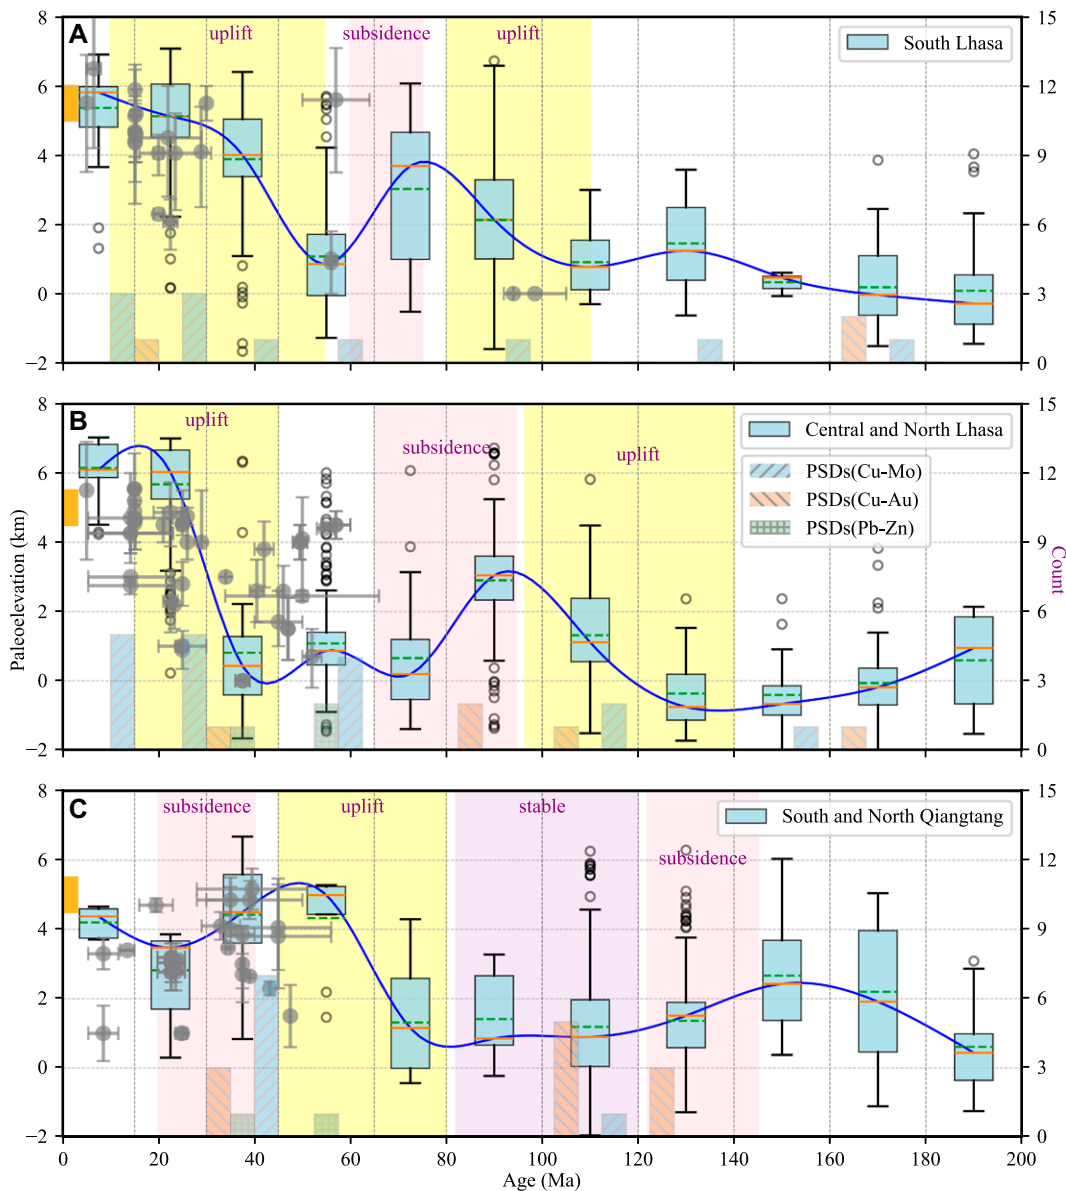 A
uplift
subsidence
uplift
South Lhasa
8
6
4
2
0
−2
15
12
9
6
3
0
B
uplift
subsidence
uplift
Central and North Lhasa
PSDs(Cu-Mo)
PSDs(Cu-Au)
PSDs(Pb-Zn)
8
6
4
2
0
−2
15
12
9
6
3
0
Paleoelevation (km)
Count
C
subsidence
uplift
stable
subsidence
South and North Qiangtang
8
6
4
2
0
−2
15
12
9
6
3
0
0 20 40 60 80 100 120 140 160 180 200
Age (Ma)